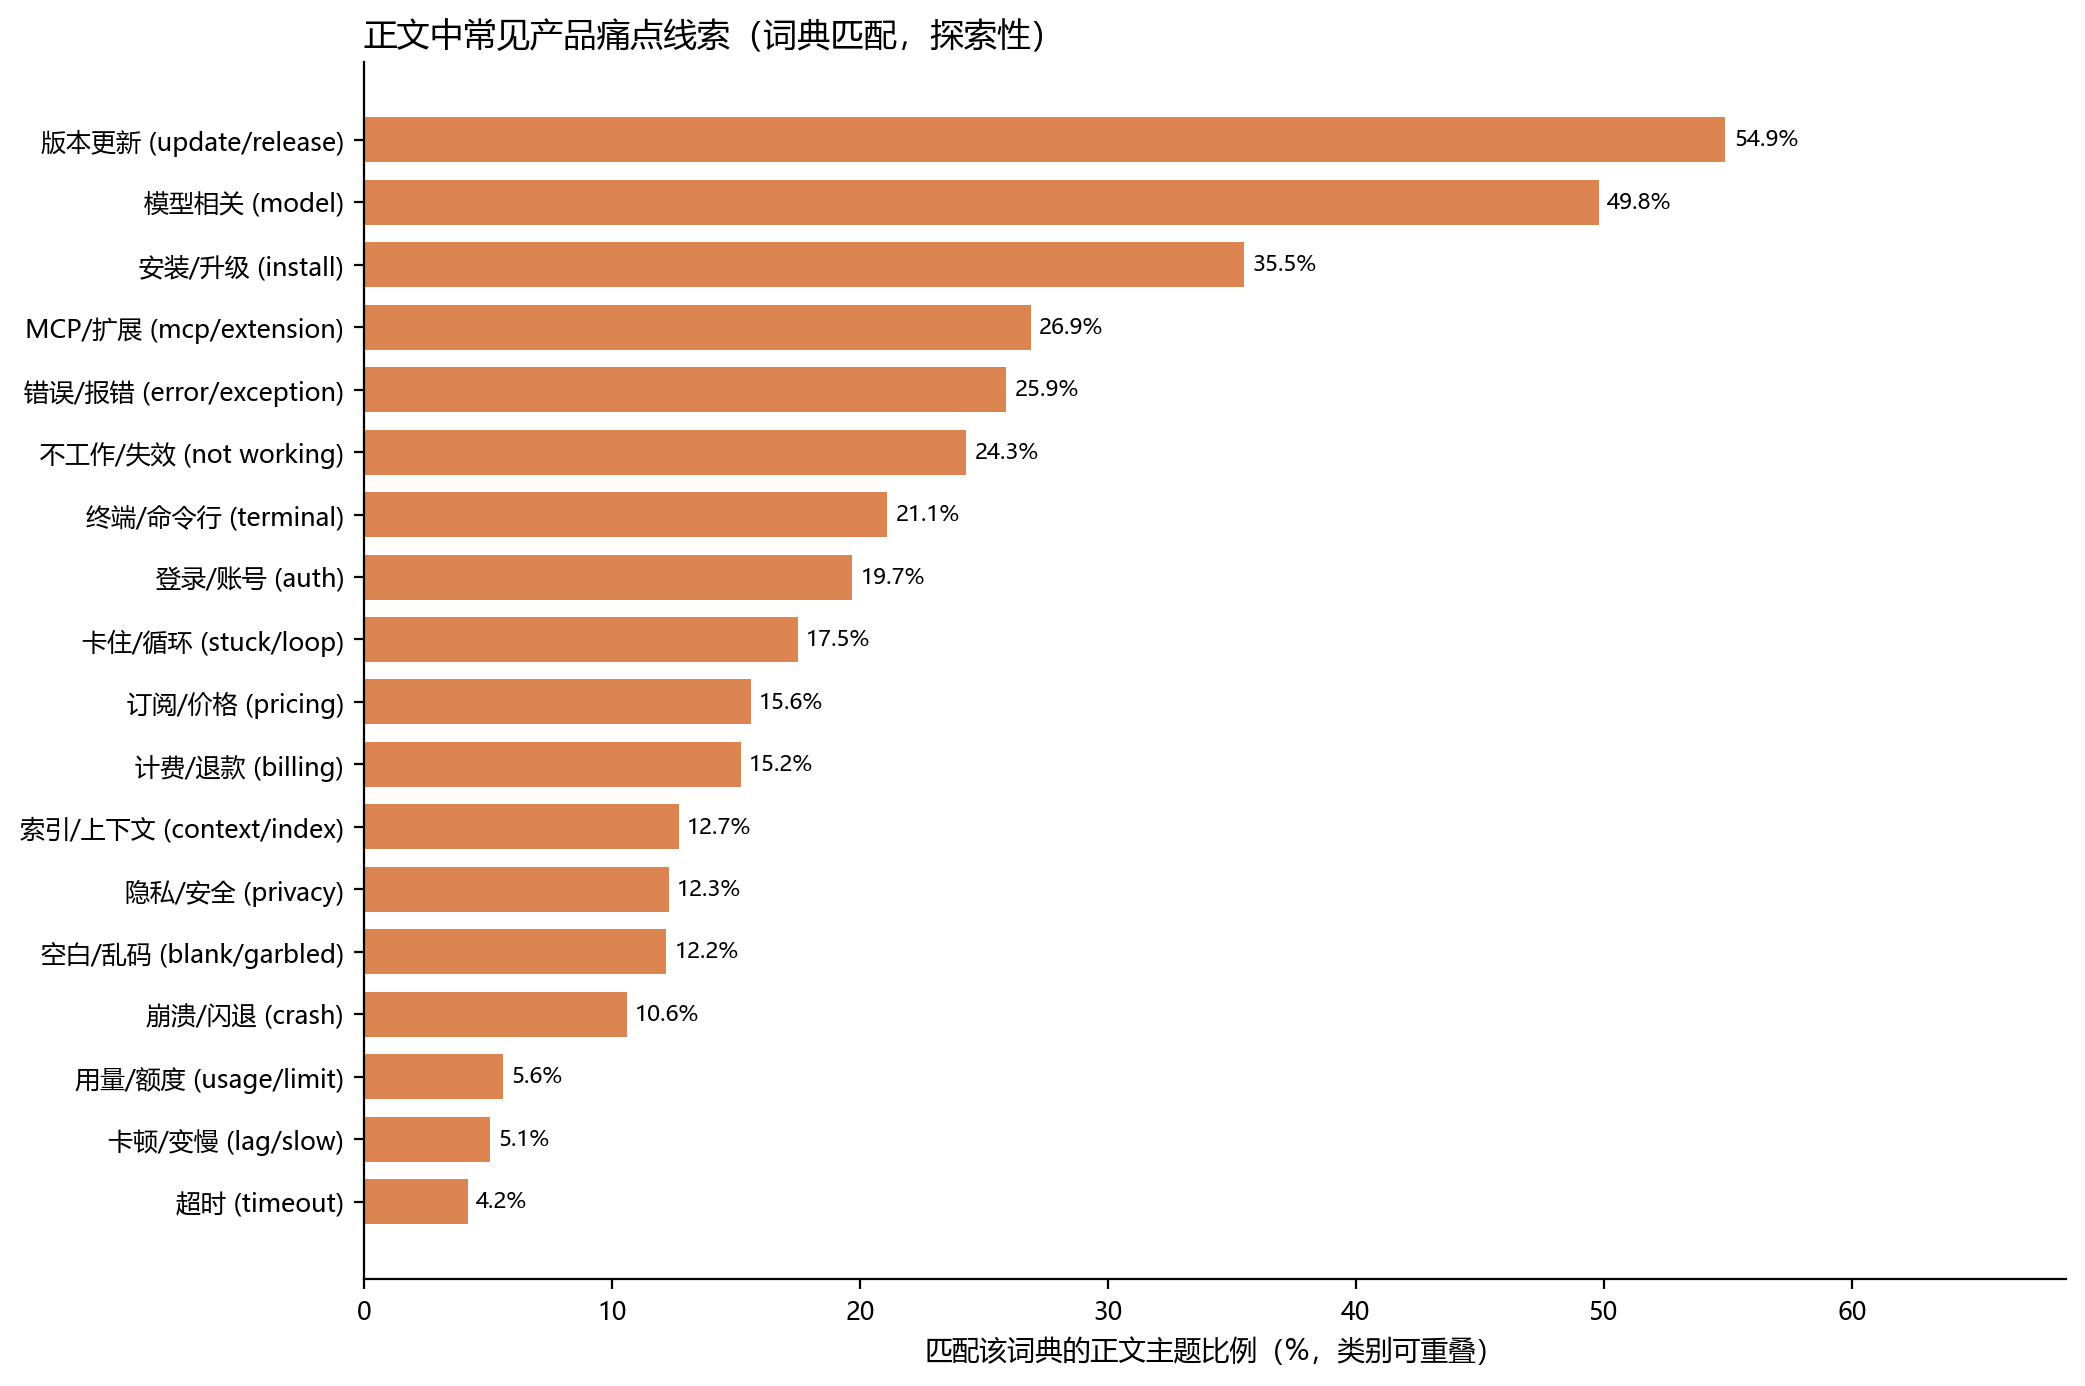 正文中常见产品痛点线索（词典匹配，探索性）
版本更新 (update/release) 54.9%
模型相关 (model) 49.8%
安装/升级 (install) 35.5%
MCP/扩展 (mcp/extension) 26.9%
错误/报错 (error/exception) 25.9%
不工作/失效 (not working) 24.3%
终端/命令行 (terminal) 21.1%
登录/账号 (auth) 19.7%
卡住/循环 (stuck/loop) 17.5%
订阅/价格 (pricing) 15.6%
计费/退款 (billing) 15.2%
索引/上下文 (context/index) 12.7%
隐私/安全 (privacy) 12.3%
空白/乱码 (blank/garbled) 12.2%
崩溃/闪退 (crash) 10.6%
用量/额度 (usage/limit) 5.6%
卡顿/变慢 (lag/slow) 5.1%
超时 (timeout) 4.2%
0 10 20 30 40 50 60
匹配该词典的正文主题比例（%，类别可重叠）